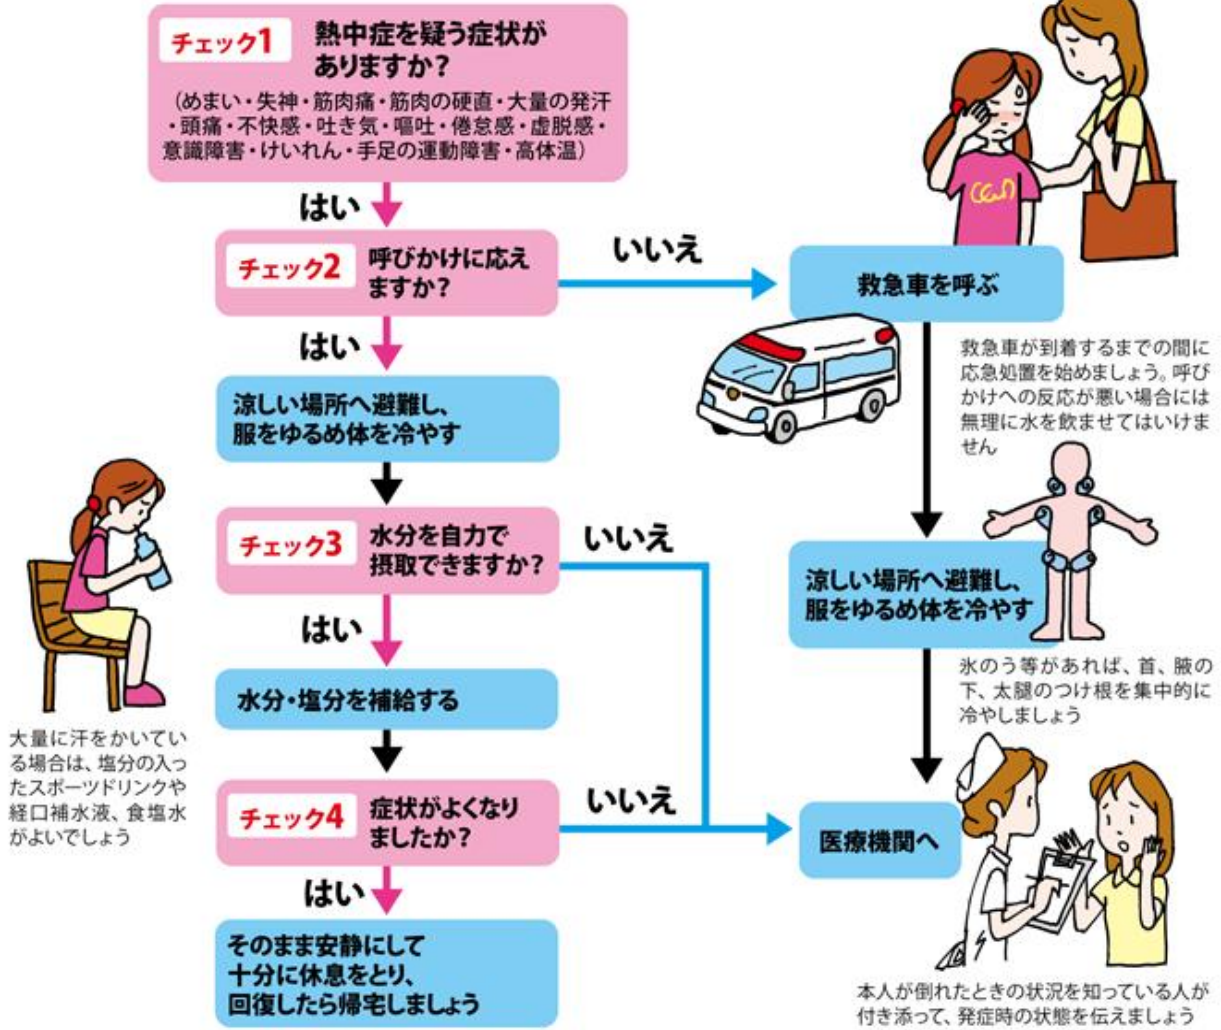 チェック1
熱中症を疑う症状が
ありますか？
（めまい・失神・筋肉痛・筋肉の硬直・大量の発汗
・頭痛・不快感・吐き気・嘔吐・倦怠感・虚脱感・
意識障害・けいれん・手足の運動障害・高体温）
はい
チェック2
呼びかけに応え
ますか？
いいえ
救急車を呼ぶ
救急車が到着するまでの間に
応急処置を始めましょう。呼び
かけへの反応が悪い場合には
無理に水を飲ませてはいけま
せん
はい
涼しい場所へ避難し、
服をゆるめ体を冷やす
チェック3
水分を自力で
摂取できますか？
いいえ
涼しい場所へ避難し、
服をゆるめ体を冷やす
氷のう等があれば、首、腋の
下、太腿のつけ根を集中的に
冷やしましょう
はい
水分・塩分を補給する
大量に汗をかいてい
る場合は、塩分の入っ
たスポーツドリンクや
経口補水液、食塩水
がよいでしょう
チェック4
症状がよくなり
ましたか？
いいえ
医療機関へ
はい
そのまま安静にして
十分に休息をとり、
回復したら帰宅しましょう
本人が倒れたときの状況を知っている人が
付き添って、発症時の状態を伝えましょう